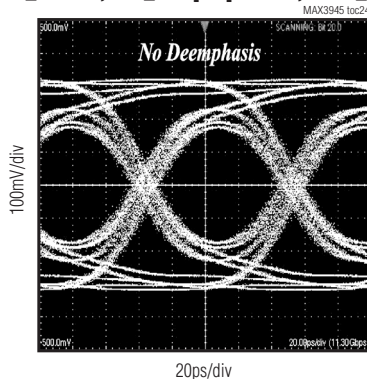 MAX3945 toc24
500.0mV
SCANNING: Bit 20.0
No Deemphasis
100mV/div
-500.0mV
20.00ps/div (11.30Gbps
20ps/div